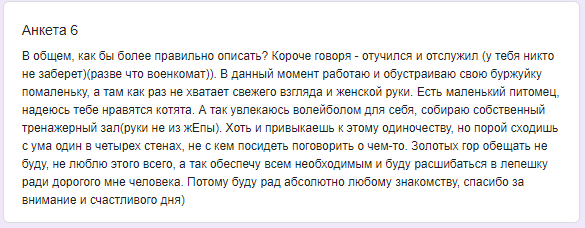 Анкета 6
В общем, как бы более правильно описать? Короче говоря - отучился и отслужил (у тебя никто
не заберет)(разве что военкомат)). В данный момент работаю и обустраиваю свою буржуйку
помаленьку, а там как раз не хватает свежего взгляда и женской руки. Есть маленький питомец,
надеюсь тебе нравятся котята. А так увлекаюсь волейболом для себя, собираю собственный
тренажерный зал(руки не из жЕпы). Хоть и привыкаешь к этому одиночеству, но порой сходишь
с ума один в четырех стенах, не с кем посидеть поговорить о чем-то. Золотых гор обещать не
буду, не люблю этого всего, а так обеспечу всем необходимым и буду расшибаться в лепешку
ради дорогого мне человека. Потому буду рад абсолютно любому знакомству, спасибо за
внимание и счастливого дня)